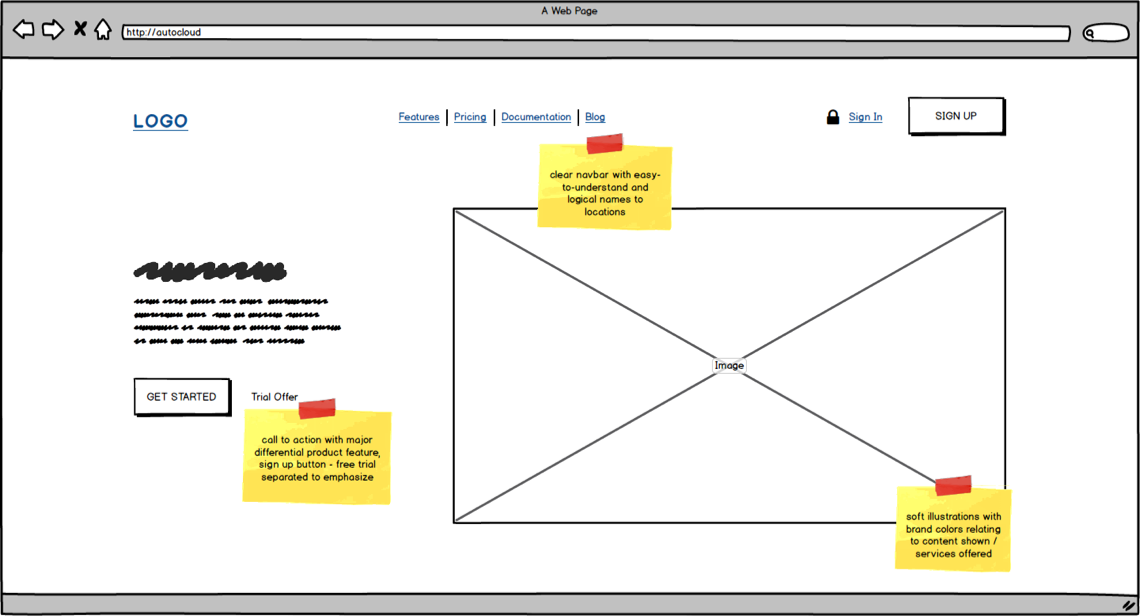 A Web Page
http://autocloud
LOGO
Features
Pricing
Documentation
Blog
Sign In
SIGN UP
clear navbar with easy-
to-understand and
logical names to
locations
Image
GET STARTED
Trial Offer
call to action with major
differential product feature,
sign up button - free trial
separated to emphasize
soft illustrations with
brand colors relating
to content shown /
services offered